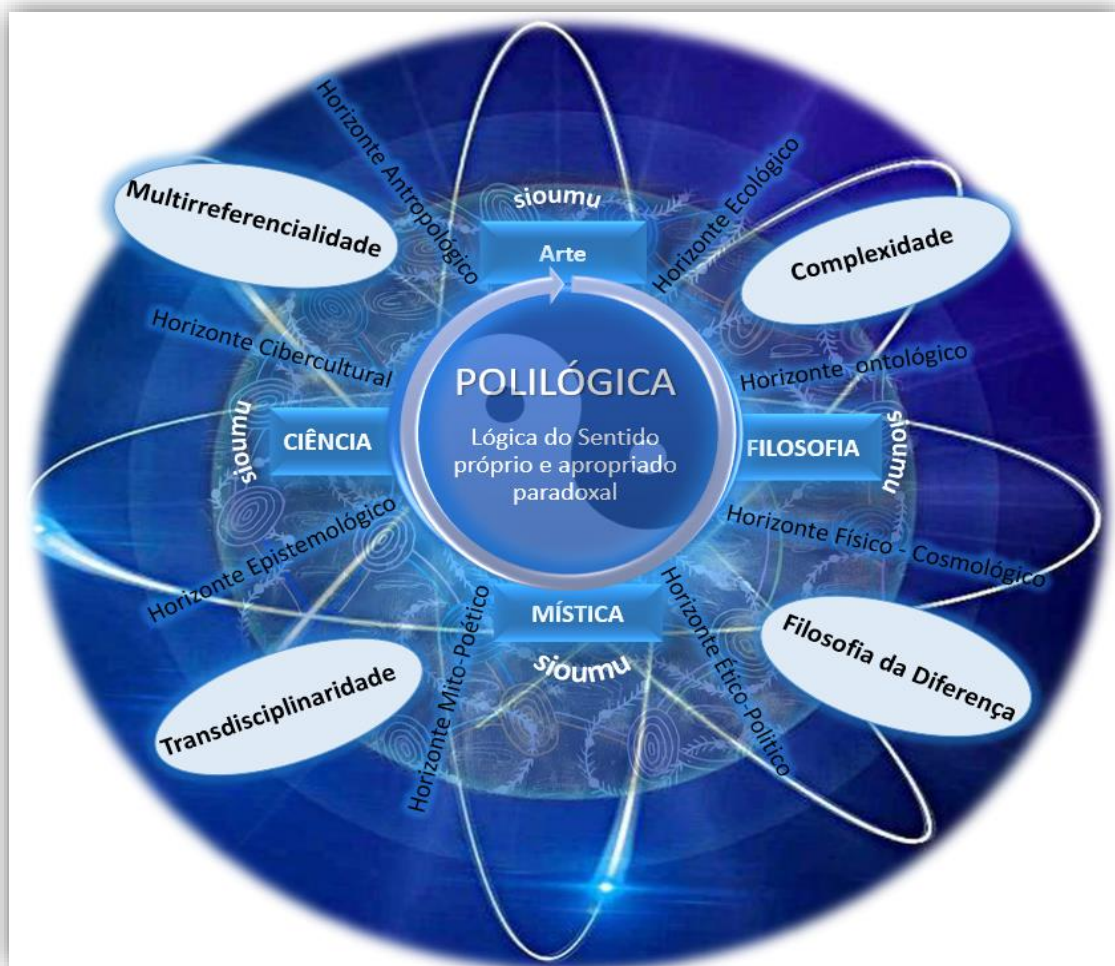 Horizonte Antropológico
Multirreferencialidade
sioumu
Arte
Horizonte Ecológico
Complexidade
Horizonte Cibercultural
POLILÓGICA
Lógica do Sentido
próprio e apropriado
paradoxal
Horizonte ontológico
sioumu
CIÊNCIA
FILOSOFIA
sioumu
Horizonte Epistemológico
Horizonte Físico - Cosmológico
MÍSTICA
sioumu
Horizonte Mito-Poético
Horizonte Ético-Politico
Transdisciplinaridade
Filosofia da Diferença